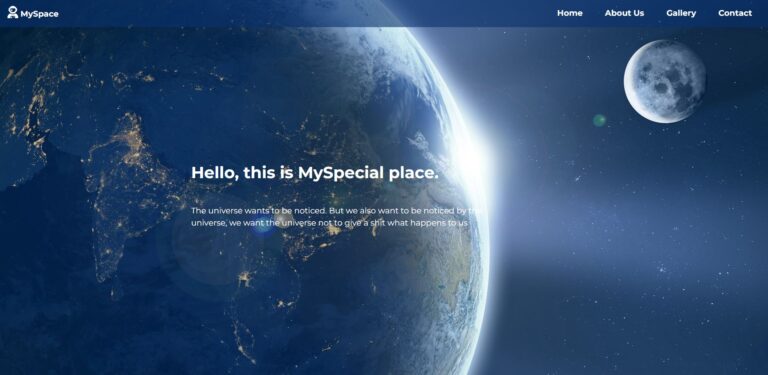 MySpace
Home
About Us
Gallery
Contact
Hello, this is MySpecial place.
The universe wants to be noticed. But we also want to be noticed by the
universe, we want the universe not to give a shit what happens to us